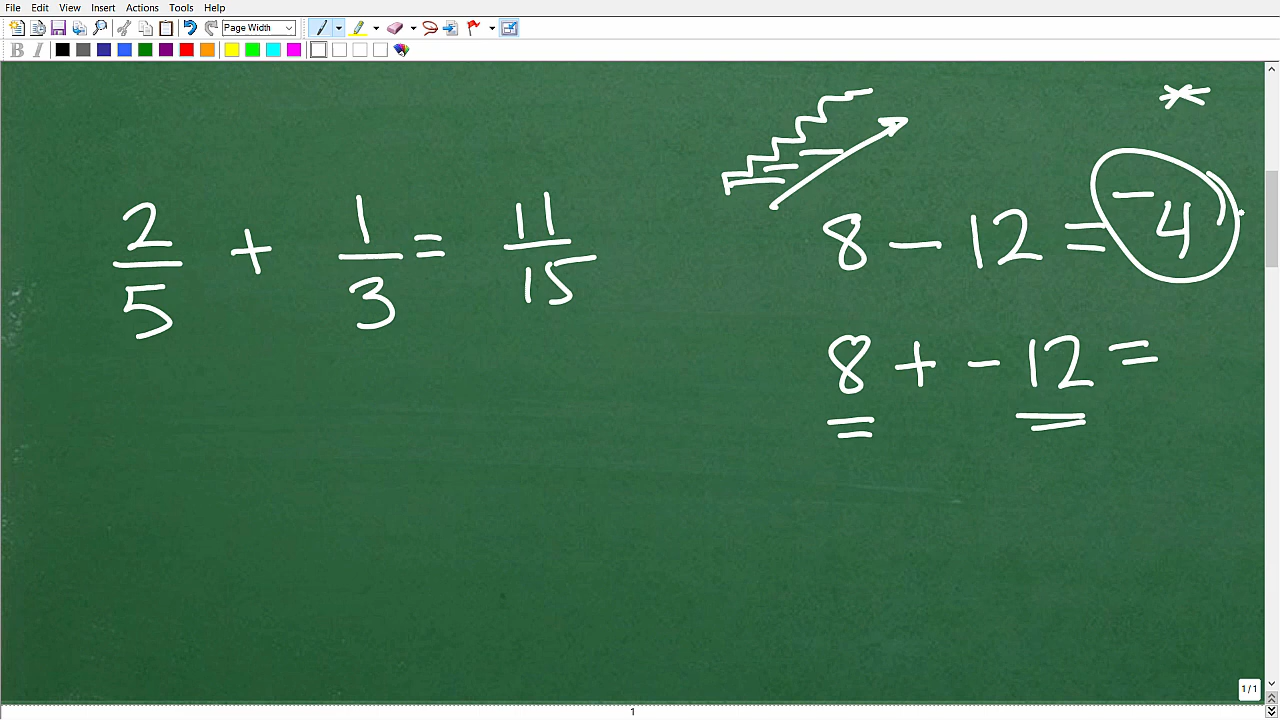 File Edit View Insert Actions Tools Help
Page Width
B I
*
2/5 + 1/3 = 11/15
8 - 12 = -4
8 + -12 =
1/1
1